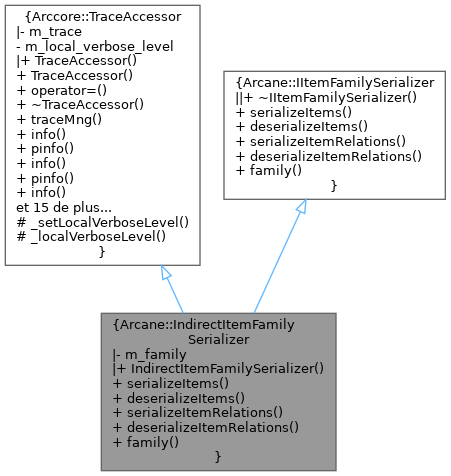 {Arccore::TraceAccessor
|- m_trace
- m_local_verbose_level
|+ TraceAccessor()
+ TraceAccessor()
+ operator=()
+ ~TraceAccessor()
+ traceMng()
+ info()
+ pinfo()
+ info()
+ pinfo()
+ info()
et 15 de plus...
# _setLocalVerboseLevel()
# _localVerboseLevel()
}
{Arcane::IItemFamilySerializer
||+ ~IItemFamilySerializer()
+ serializeItems()
+ deserializeItems()
+ serializeItemRelations()
+ deserializeItemRelations()
+ family()
}
{Arcane::IndirectItemFamily
Serializer
|- m_family
|+ IndirectItemFamilySerializer()
+ serializeItems()
+ deserializeItems()
+ serializeItemRelations()
+ deserializeItemRelations()
+ family()
}